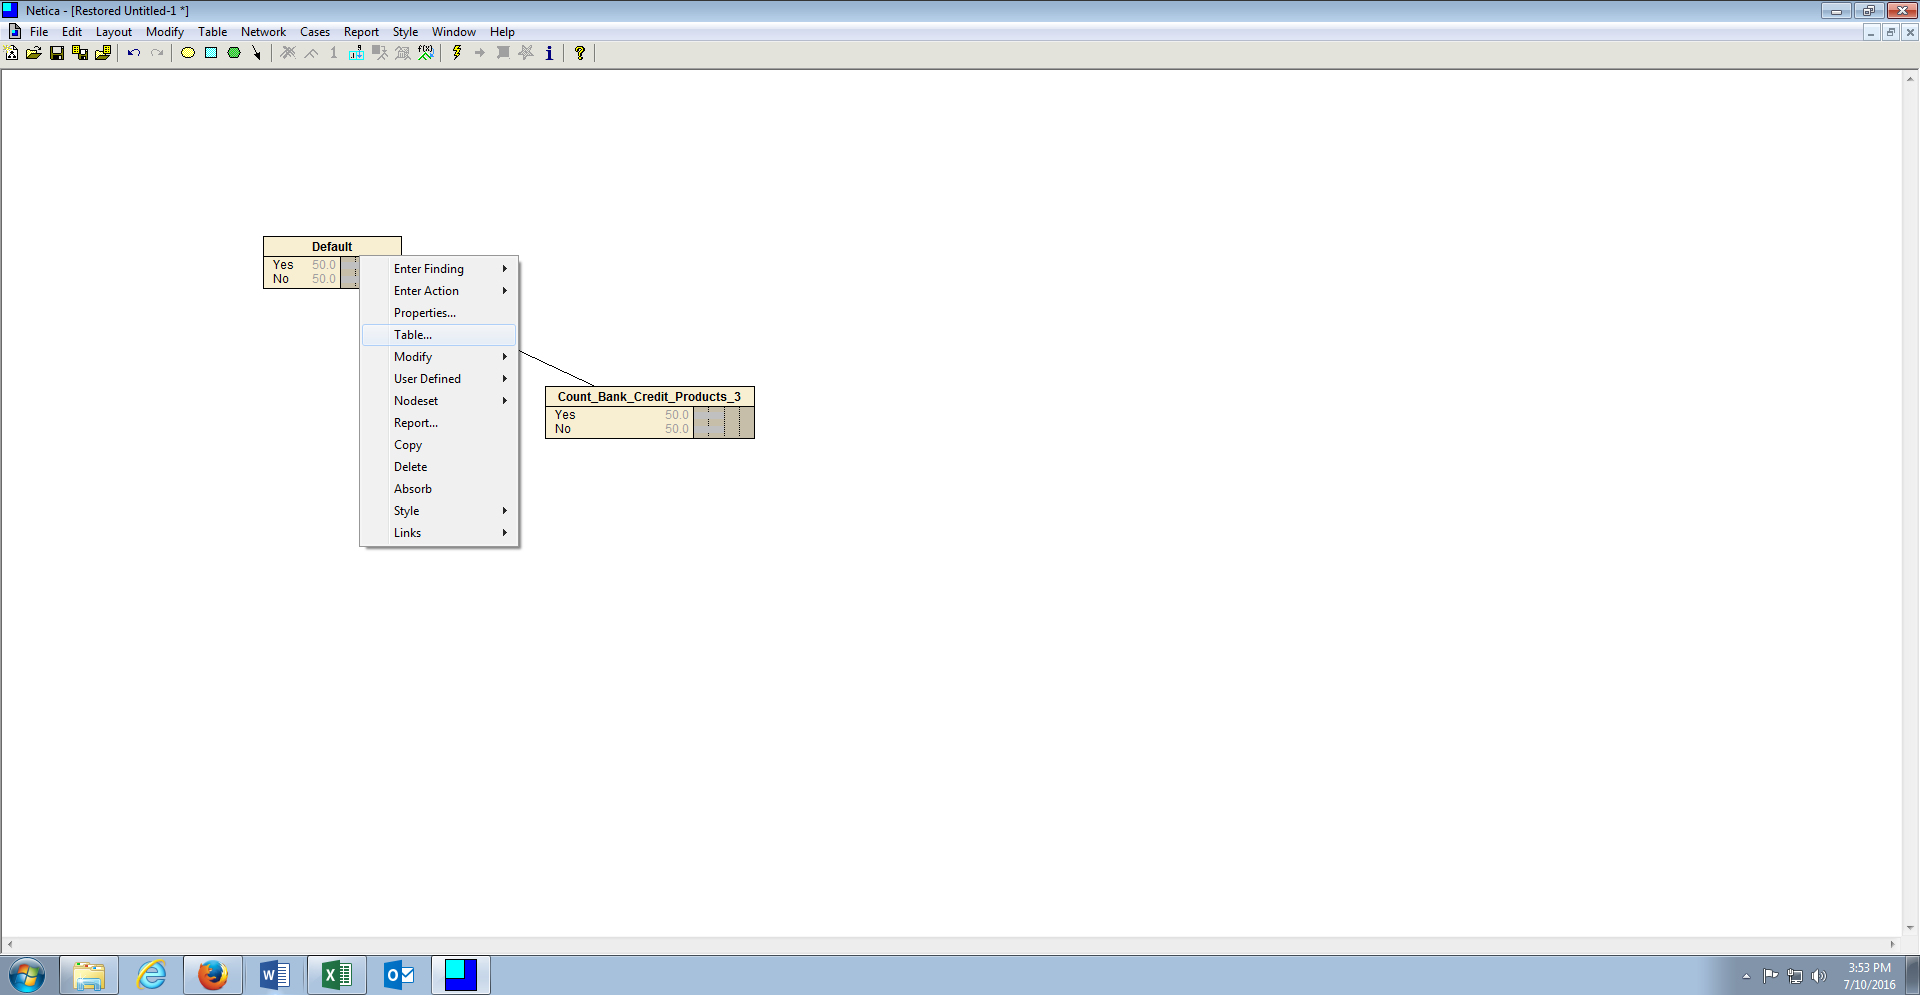 Netica - [Restored Untitled-1 *]
File Edit Layout Modify Table Network Cases Report Style Window Help
1 f(x) i ?
Default
Yes 50.0
No 50.0
Enter Finding
Enter Action
Properties...
Table...
Modify
User Defined
Nodeset
Report...
Copy
Delete
Absorb
Style
Links
Count_Bank_Credit_Products_3
Yes 50.0
No 50.0
3:53 PM
7/10/2016